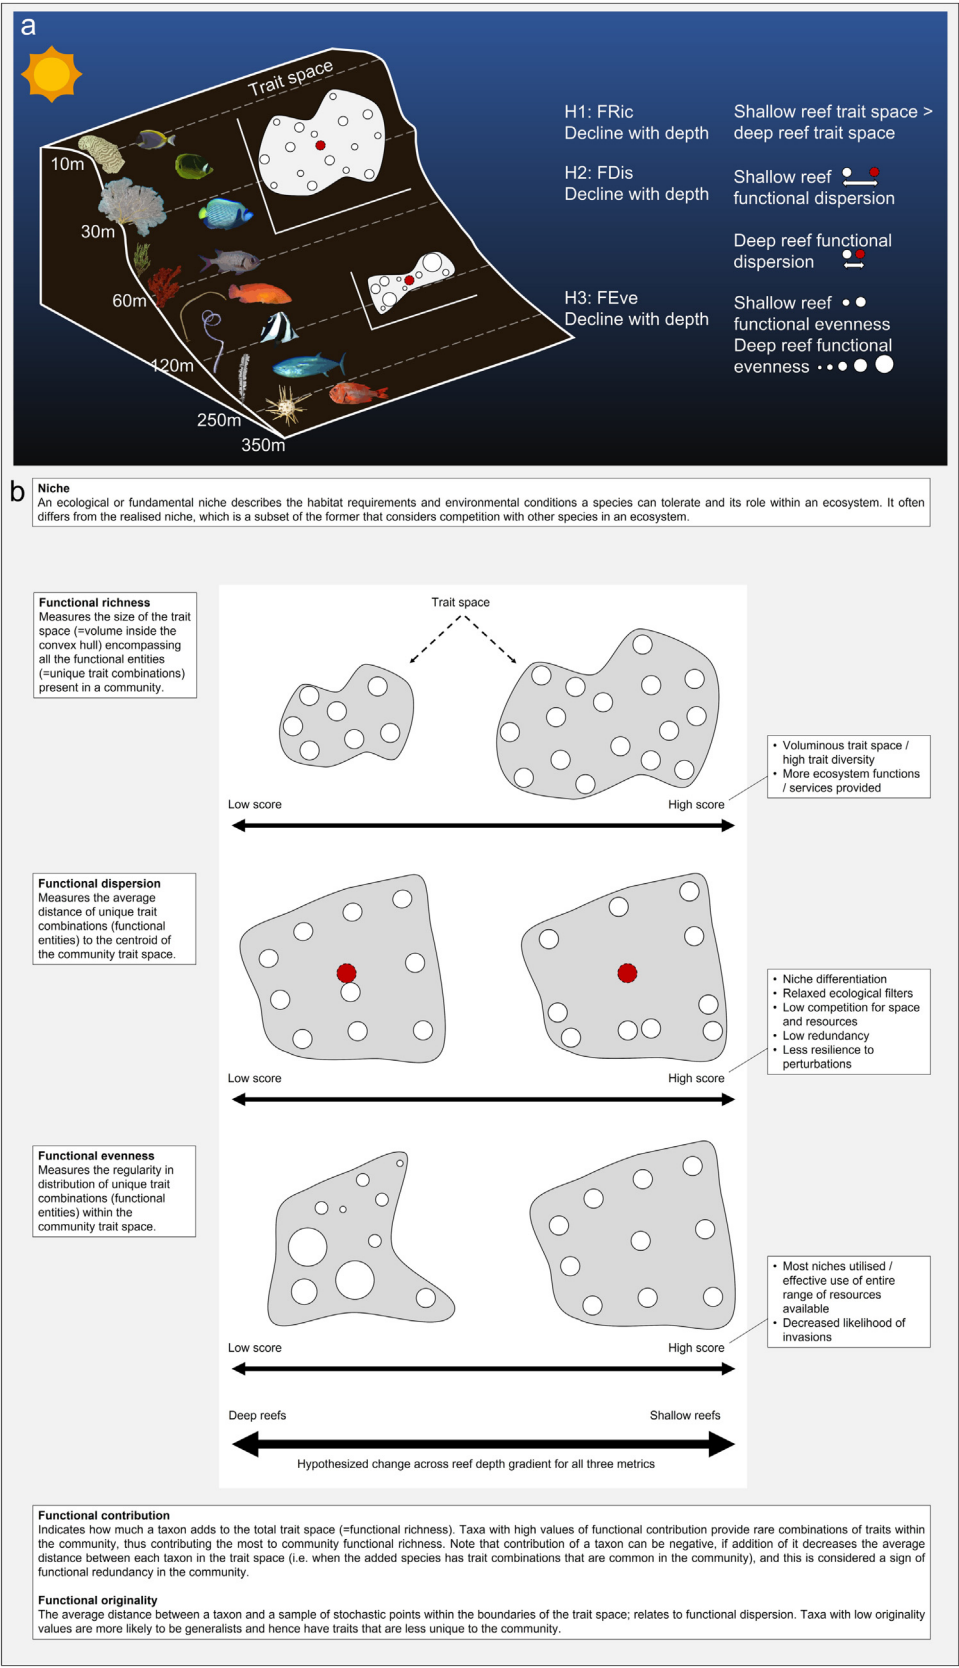 a
Trait space
10m
30m
60m
120m
250m
350m
H1: FRic
Decline with depth
Shallow reef trait space >
deep reef trait space
H2: FDis
Decline with depth
Shallow reef
functional dispersion
Deep reef functional
dispersion
H3: FEve
Decline with depth
Shallow reef
functional evenness
Deep reef functional
evenness
b
Niche
An ecological or fundamental niche describes the habitat requirements and environmental conditions a species can tolerate and its role within an ecosystem. It often
differs from the realised niche, which is a subset of the former that considers competition with other species in an ecosystem.
Functional richness
Measures the size of the trait
space (=volume inside the
convex hull) encompassing
all the functional entities
(=unique trait combinations)
present in a community.
Trait space
Low score
High score
• Voluminous trait space /
high trait diversity
• More ecosystem functions
/ services provided
Functional dispersion
Measures the average
distance of unique trait
combinations (functional
entities) to the centroid of
the community trait space.
Low score
High score
• Niche differentiation
• Relaxed ecological filters
• Low competition for space
and resources
• Low redundancy
• Less resilience to
perturbations
Functional evenness
Measures the regularity in
distribution of unique trait
combinations (functional
entities) within the
community trait space.
Low score
High score
• Most niches utilised /
effective use of entire
range of resources
available
• Decreased likelihood of
invasions
Deep reefs
Shallow reefs
Hypothesized change across reef depth gradient for all three metrics
Functional contribution
Indicates how much a taxon adds to the total trait space (=functional richness). Taxa with high values of functional contribution provide rare combinations of traits within
the community, thus contributing the most to community functional richness. Note that contribution of a taxon can be negative, if addition of it decreases the average
distance between each taxon in the trait space (i.e. when the added species has trait combinations that are common in the community), and this is considered a sign of
functional redundancy in the community.
Functional originality
The average distance between a taxon and a sample of stochastic points within the boundaries of the trait space; relates to functional dispersion. Taxa with low originality
values are more likely to be generalists and hence have traits that are less unique to the community.